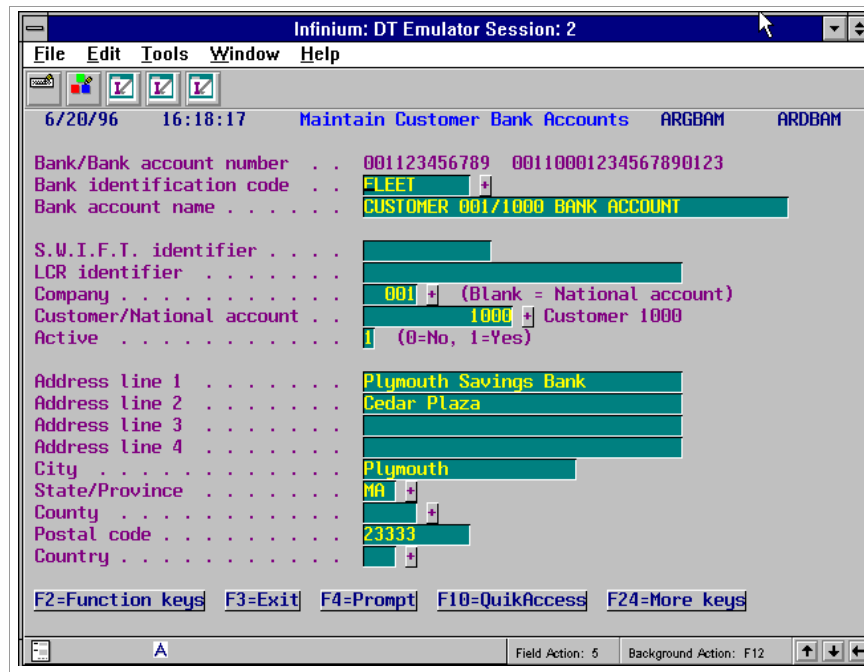 Infinium: DT Emulator Session: 2
File Edit Tools Window Help
6/20/96 16:18:17 Maintain Customer Bank Accounts ARGBAM ARDBAM
Bank/Bank account number . . 001123456789 00110001234567890123
Bank identification code . . FLEET +
Bank account name . . . . . . CUSTOMER 001/1000 BANK ACCOUNT
S.W.I.F.T. identifier . . . .
LCR identifier . . . . . . .
Company . . . . . . . . . . . 001 + (Blank = National account)
Customer/National account . . 1000 + Customer 1000
Active . . . . . . . . . . . 1 (0=No, 1=Yes)
Address line 1 . . . . . . . Plymouth Savings Bank
Address line 2 . . . . . . . Cedar Plaza
Address line 3 . . . . . . .
Address line 4 . . . . . . .
City . . . . . . . . . . . . Plymouth
State/Province . . . . . . . MA +
County . . . . . . . . . . . +
Postal code . . . . . . . . . 23333
Country . . . . . . . . . . . +
F2=Function keys F3=Exit F4=Prompt F10=QuikAccess F24=More keys
A Field Action: 5 Background Action: F12